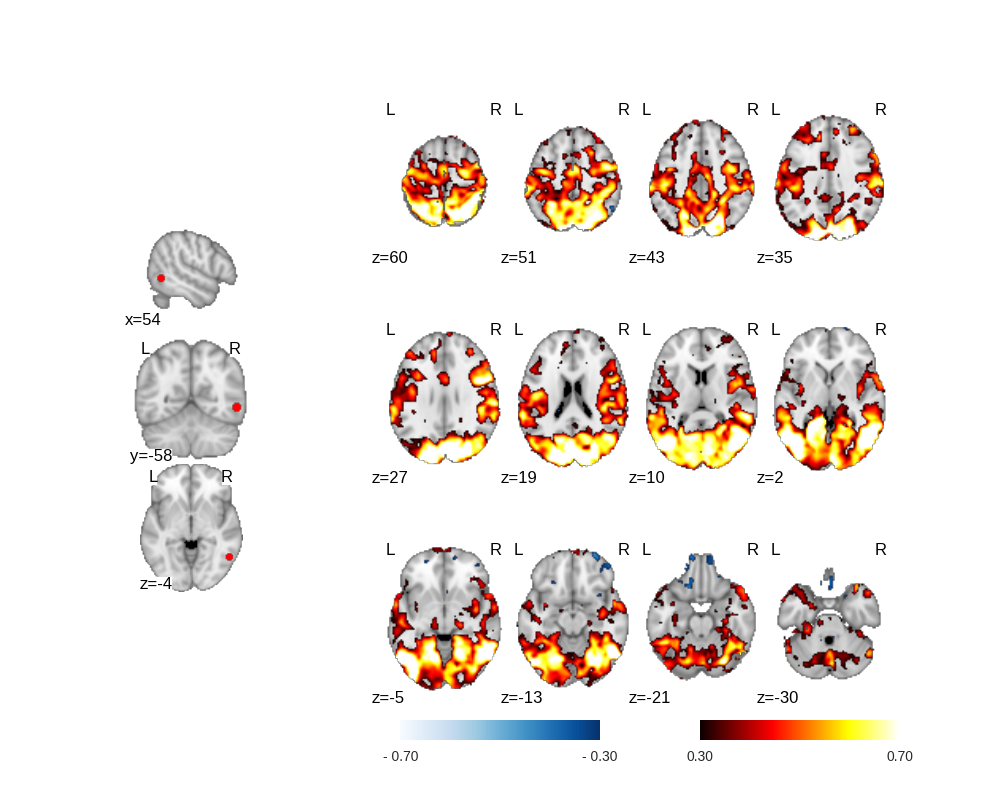 L R L R L R L R
z=60 z=51 z=43 z=35
x=54
L R L R L R L R
L R
y=-58
L R
z=27 z=19 z=10 z=2
L R L R L R L R
z=-4
z=-5 z=-13 z=-21 z=-30
- 0.70 - 0.30 0.30 0.70